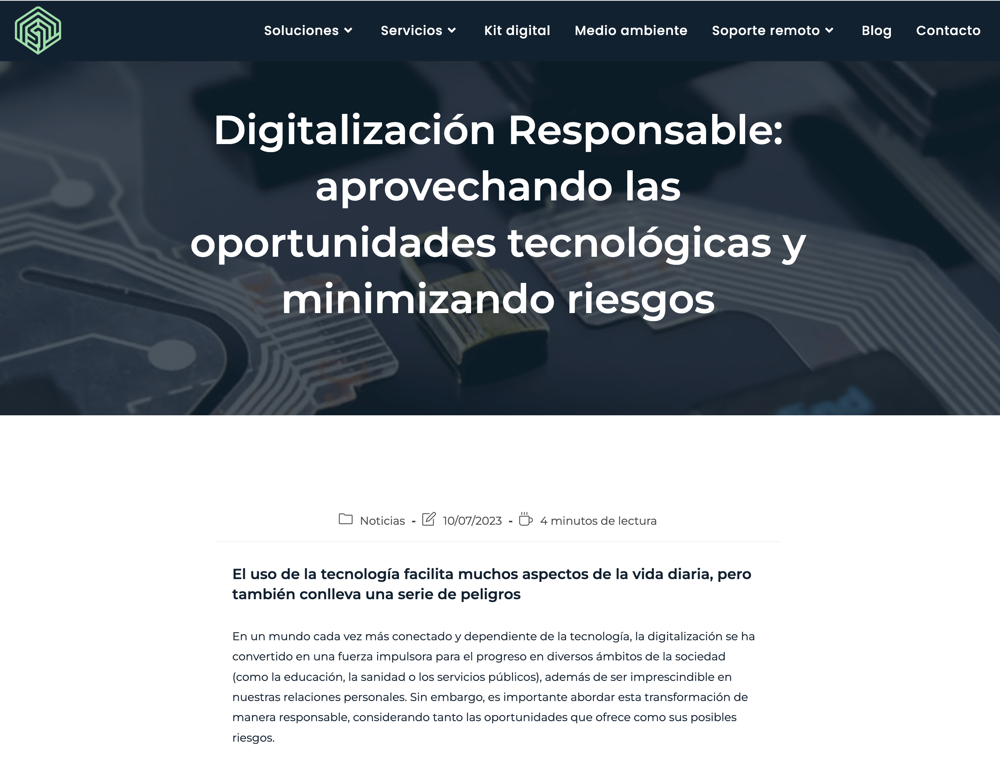 Soluciones
Servicios
Kit digital
Medio ambiente
Soporte remoto
Blog
Contacto
Digitalización Responsable:
aprovechando las
oportunidades tecnológicas y
minimizando riesgos
Noticias - 10/07/2023 - 4 minutos de lectura
El uso de la tecnología facilita muchos aspectos de la vida diaria, pero
también conlleva una serie de peligros
En un mundo cada vez más conectado y dependiente de la tecnología, la digitalización se ha
convertido en una fuerza impulsora para el progreso en diversos ámbitos de la sociedad
(como la educación, la sanidad o los servicios públicos), además de ser imprescindible en
nuestras relaciones personales. Sin embargo, es importante abordar esta transformación de
manera responsable, considerando tanto las oportunidades que ofrece como sus posibles
riesgos.